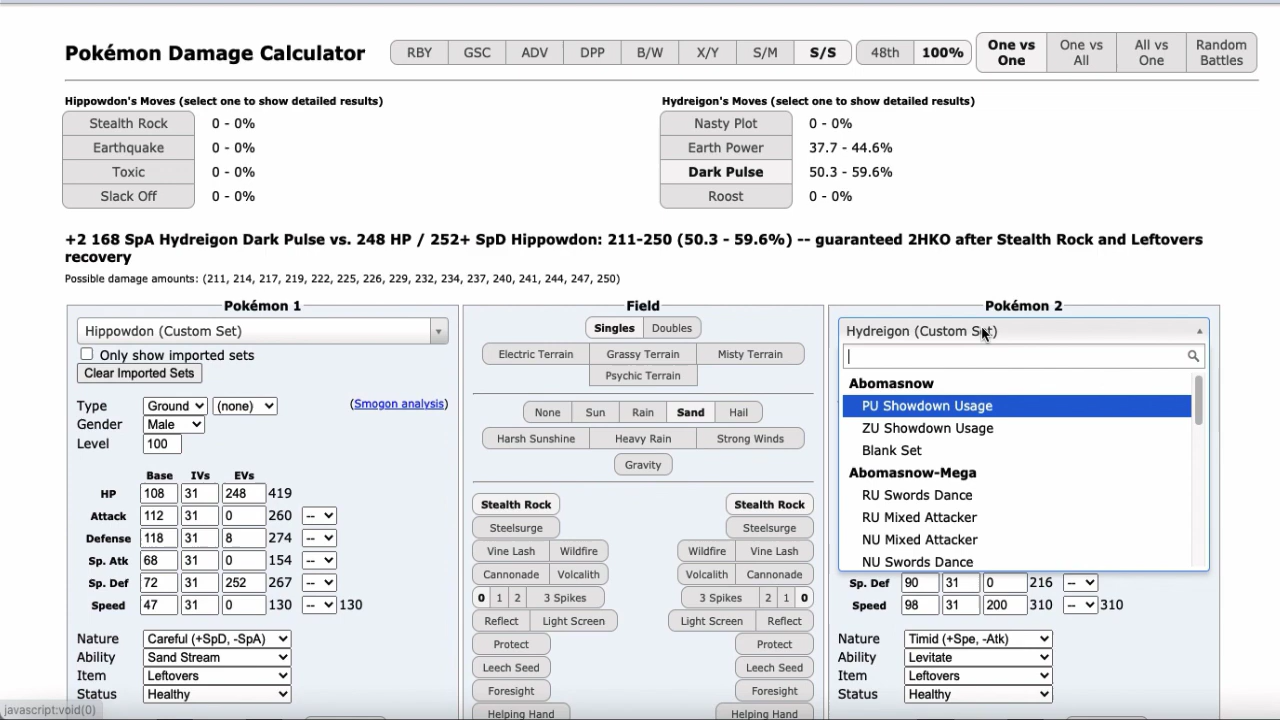 Pokémon Damage Calculator
RBY GSC ADV DPP B/W X/Y S/M S/S 48th 100%
One vs One
One vs All
All vs One
Random Battles
Hippowdon's Moves (select one to show detailed results)
Stealth Rock 0 - 0%
Earthquake 0 - 0%
Toxic 0 - 0%
Slack Off 0 - 0%
Hydreigon's Moves (select one to show detailed results)
Nasty Plot 0 - 0%
Earth Power 37.7 - 44.6%
Dark Pulse 50.3 - 59.6%
Roost 0 - 0%
+2 168 SpA Hydreigon Dark Pulse vs. 248 HP / 252+ SpD Hippowdon: 211-250 (50.3 - 59.6%) -- guaranteed 2HKO after Stealth Rock and Leftovers
recovery
Possible damage amounts: (211, 214, 217, 219, 222, 225, 226, 229, 232, 234, 237, 240, 241, 244, 247, 250)
Pokémon 1
Hippowdon (Custom Set)
Only show imported sets
Clear Imported Sets
Type Ground (none) (Smogon analysis)
Gender Male
Level 100
Base IVs EVs
HP 108 31 248 419
Attack 112 31 0 260 --
Defense 118 31 8 274 --
Sp. Atk 68 31 0 154 --
Sp. Def 72 31 252 267 --
Speed 47 31 0 130 -- 130
Nature Careful (+SpD, -SpA)
Ability Sand Stream
Item Leftovers
Status Healthy
javascript:void(0)
Field
Singles Doubles
Electric Terrain Grassy Terrain Misty Terrain
Psychic Terrain
None Sun Rain Sand Hail
Harsh Sunshine Heavy Rain Strong Winds
Gravity
Stealth Rock Stealth Rock
Steelsurge Steelsurge
Vine Lash Wildfire Wildfire Vine Lash
Cannonade Volcalith Volcalith Cannonade
0 1 2 3 Spikes 3 Spikes 2 1 0
Reflect Light Screen Light Screen Reflect
Protect Protect
Leech Seed Leech Seed
Foresight Foresight
Helping Hand Helping Hand
Pokémon 2
Hydreigon (Custom Set)
Abomasnow
PU Showdown Usage
ZU Showdown Usage
Blank Set
Abomasnow-Mega
RU Swords Dance
RU Mixed Attacker
NU Mixed Attacker
NU Swords Dance
Sp. Def 90 31 0 216 --
Speed 98 31 200 310 -- 310
Nature Timid (+Spe, -Atk)
Ability Levitate
Item Leftovers
Status Healthy